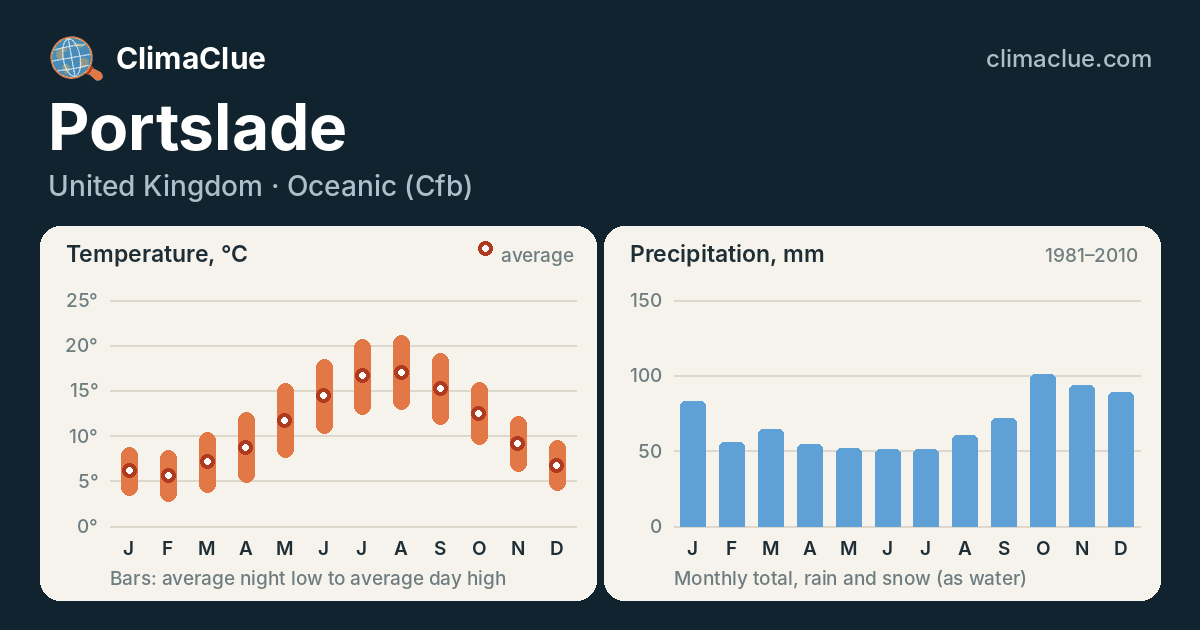 ClimaClue
climaclue.com
Portslade
United Kingdom · Oceanic (Cfb)
Temperature, °C
average
25°
20°
15°
10°
5°
0°
J F M A M J J A S O N D
Bars: average night low to average day high
Precipitation, mm
1981–2010
150
100
50
0
J F M A M J J A S O N D
Monthly total, rain and snow (as water)